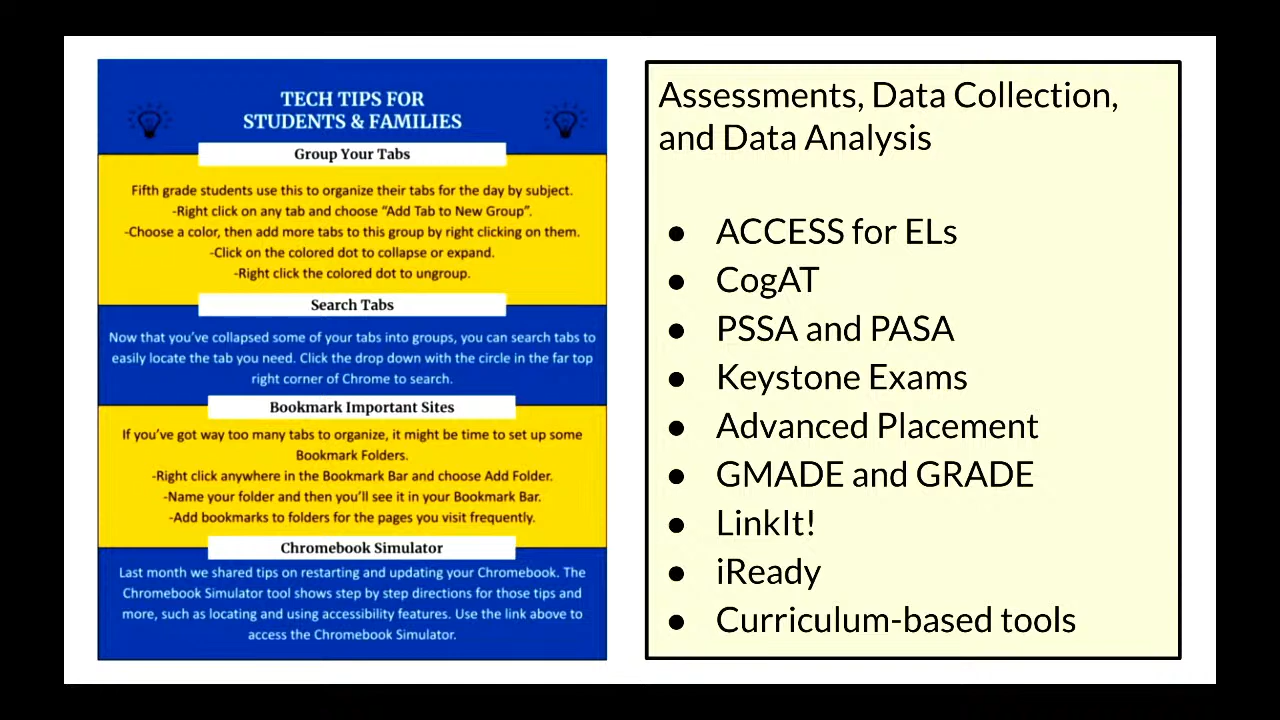 TECH TIPS FOR
STUDENTS & FAMILIES
Group Your Tabs
Fifth grade students use this to organize their tabs for the day by subject.
-Right click on any tab and choose “Add Tab to New Group”.
-Choose a color, then add more tabs to this group by right clicking on them.
-Click on the colored dot to collapse or expand.
-Right click the colored dot to ungroup.
Search Tabs
Now that you’ve collapsed some of your tabs into groups, you can search tabs to
easily locate the tab you need. Click the drop down with the circle in the far top
right corner of Chrome to search.
Bookmark Important Sites
If you’ve got way too many tabs to organize, it might be time to set up some
Bookmark Folders.
-Right click anywhere in the Bookmark Bar and choose Add Folder.
-Name your folder and then you’ll see it in your Bookmark Bar.
-Add bookmarks to folders for the pages you visit frequently.
Chromebook Simulator
Last month we shared tips on restarting and updating your Chromebook. The
Chromebook Simulator tool shows step by step directions for those tips and
more, such as locating and using accessibility features. Use the link above to
access the Chromebook Simulator.
Assessments, Data Collection,
and Data Analysis
● ACCESS for ELs
● CogAT
● PSSA and PASA
● Keystone Exams
● Advanced Placement
● GMADE and GRADE
● LinkIt!
● iReady
● Curriculum-based tools